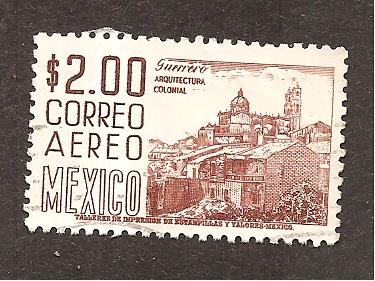 $2.00
Guerrero
ARQUITECTURA
COLONIAL
CORREO
AEREO
MEXICO
TALLERES DE IMPRESION DE ESTAMPILLAS Y VALORES-MEXICO.